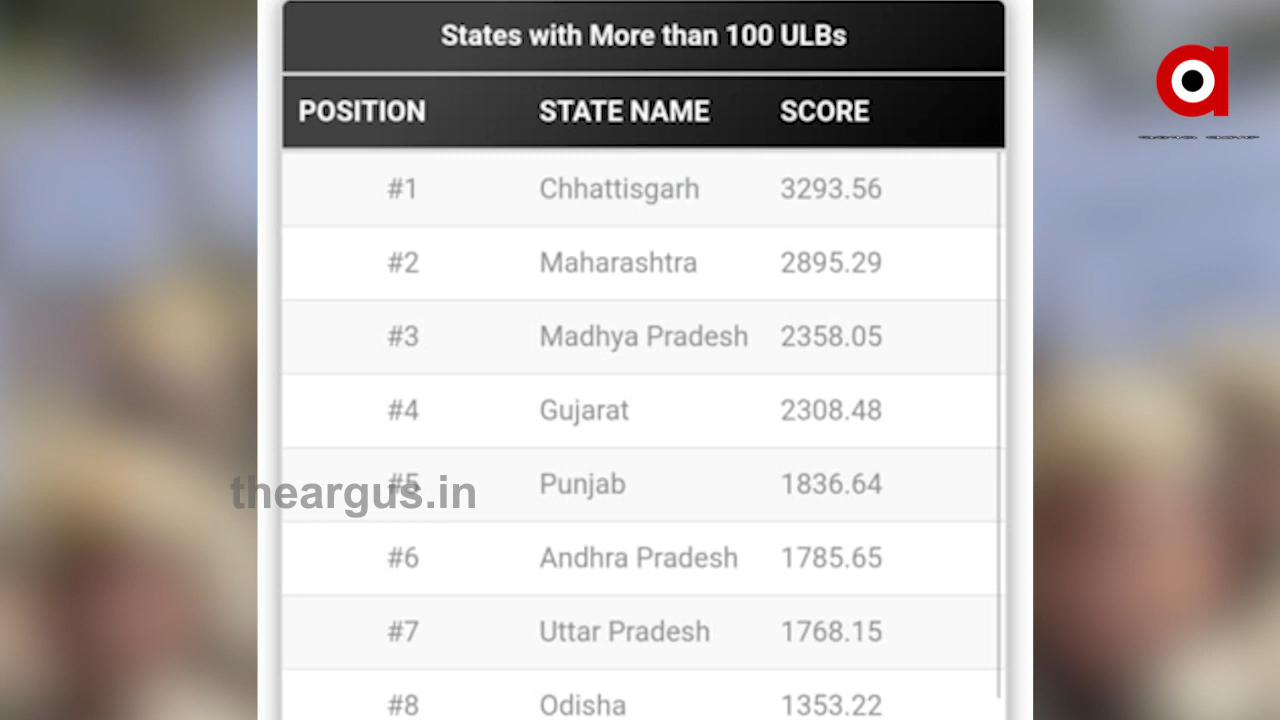 States with More than 100 ULBs
POSITION STATE NAME SCORE
#1 Chhattisgarh 3293.56
#2 Maharashtra 2895.29
#3 Madhya Pradesh 2358.05
#4 Gujarat 2308.48
#5 Punjab 1836.64
theargus.in
#6 Andhra Pradesh 1785.65
#7 Uttar Pradesh 1768.15
#8 Odisha 1353.22